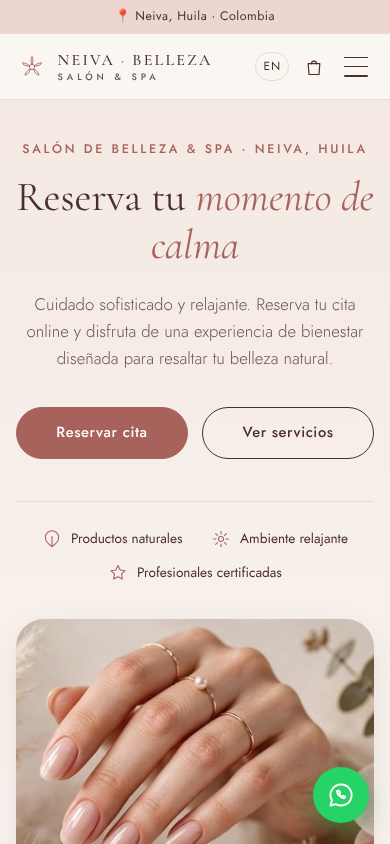 📍 Neiva, Huila · Colombia
NEIVA · BELLEZA
SALÓN & SPA
EN
SALÓN DE BELLEZA & SPA · NEIVA, HUILA
Reserva tu momento de
calma
Cuidado sofisticado y relajante. Reserva tu cita
online y disfruta de una experiencia de bienestar
diseñada para resaltar tu belleza natural.
Reservar cita
Ver servicios
Productos naturales
Ambiente relajante
Profesionales certificadas